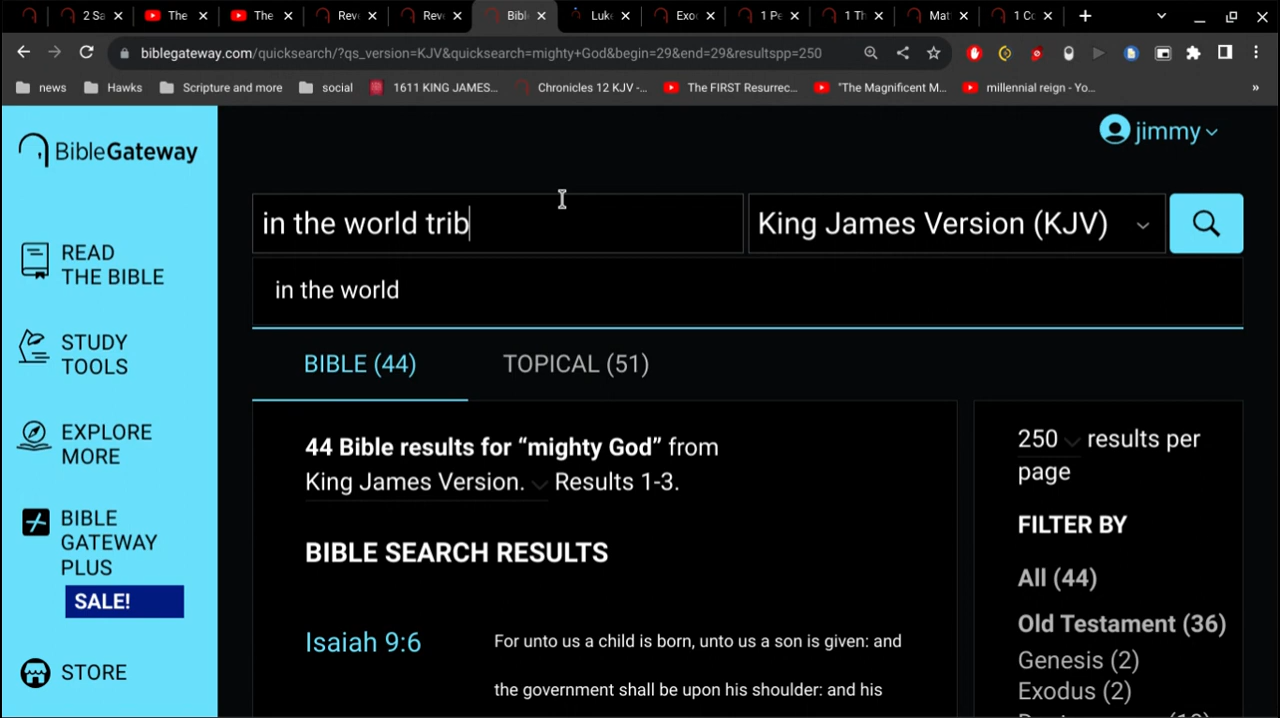 2 Sa
The
The
Reve
Reve
Bibl
Luke
Exo
1 Pe
1 Th
Mat
1 Co
biblegateway.com/quicksearch/?qs_version=KJV&quicksearch=mighty+God&begin=29&end=29&resultspp=250
news
Hawks
Scripture and more
social
1611 KING JAMES...
Chronicles 12 KJV -...
The FIRST Resurrec...
"The Magnificent M...
millennial reign - Yo...
»
BibleGateway
jimmy
in the world trib
King James Version (KJV)
in the world
READ
THE BIBLE
STUDY
TOOLS
EXPLORE
MORE
BIBLE
GATEWAY
PLUS
SALE!
STORE
BIBLE (44)
TOPICAL (51)
44 Bible results for “mighty God” from
King James Version. Results 1-3.
BIBLE SEARCH RESULTS
Isaiah 9:6
For unto us a child is born, unto us a son is given: and
the government shall be upon his shoulder: and his
250 results per
page
FILTER BY
All (44)
Old Testament (36)
Genesis (2)
Exodus (2)